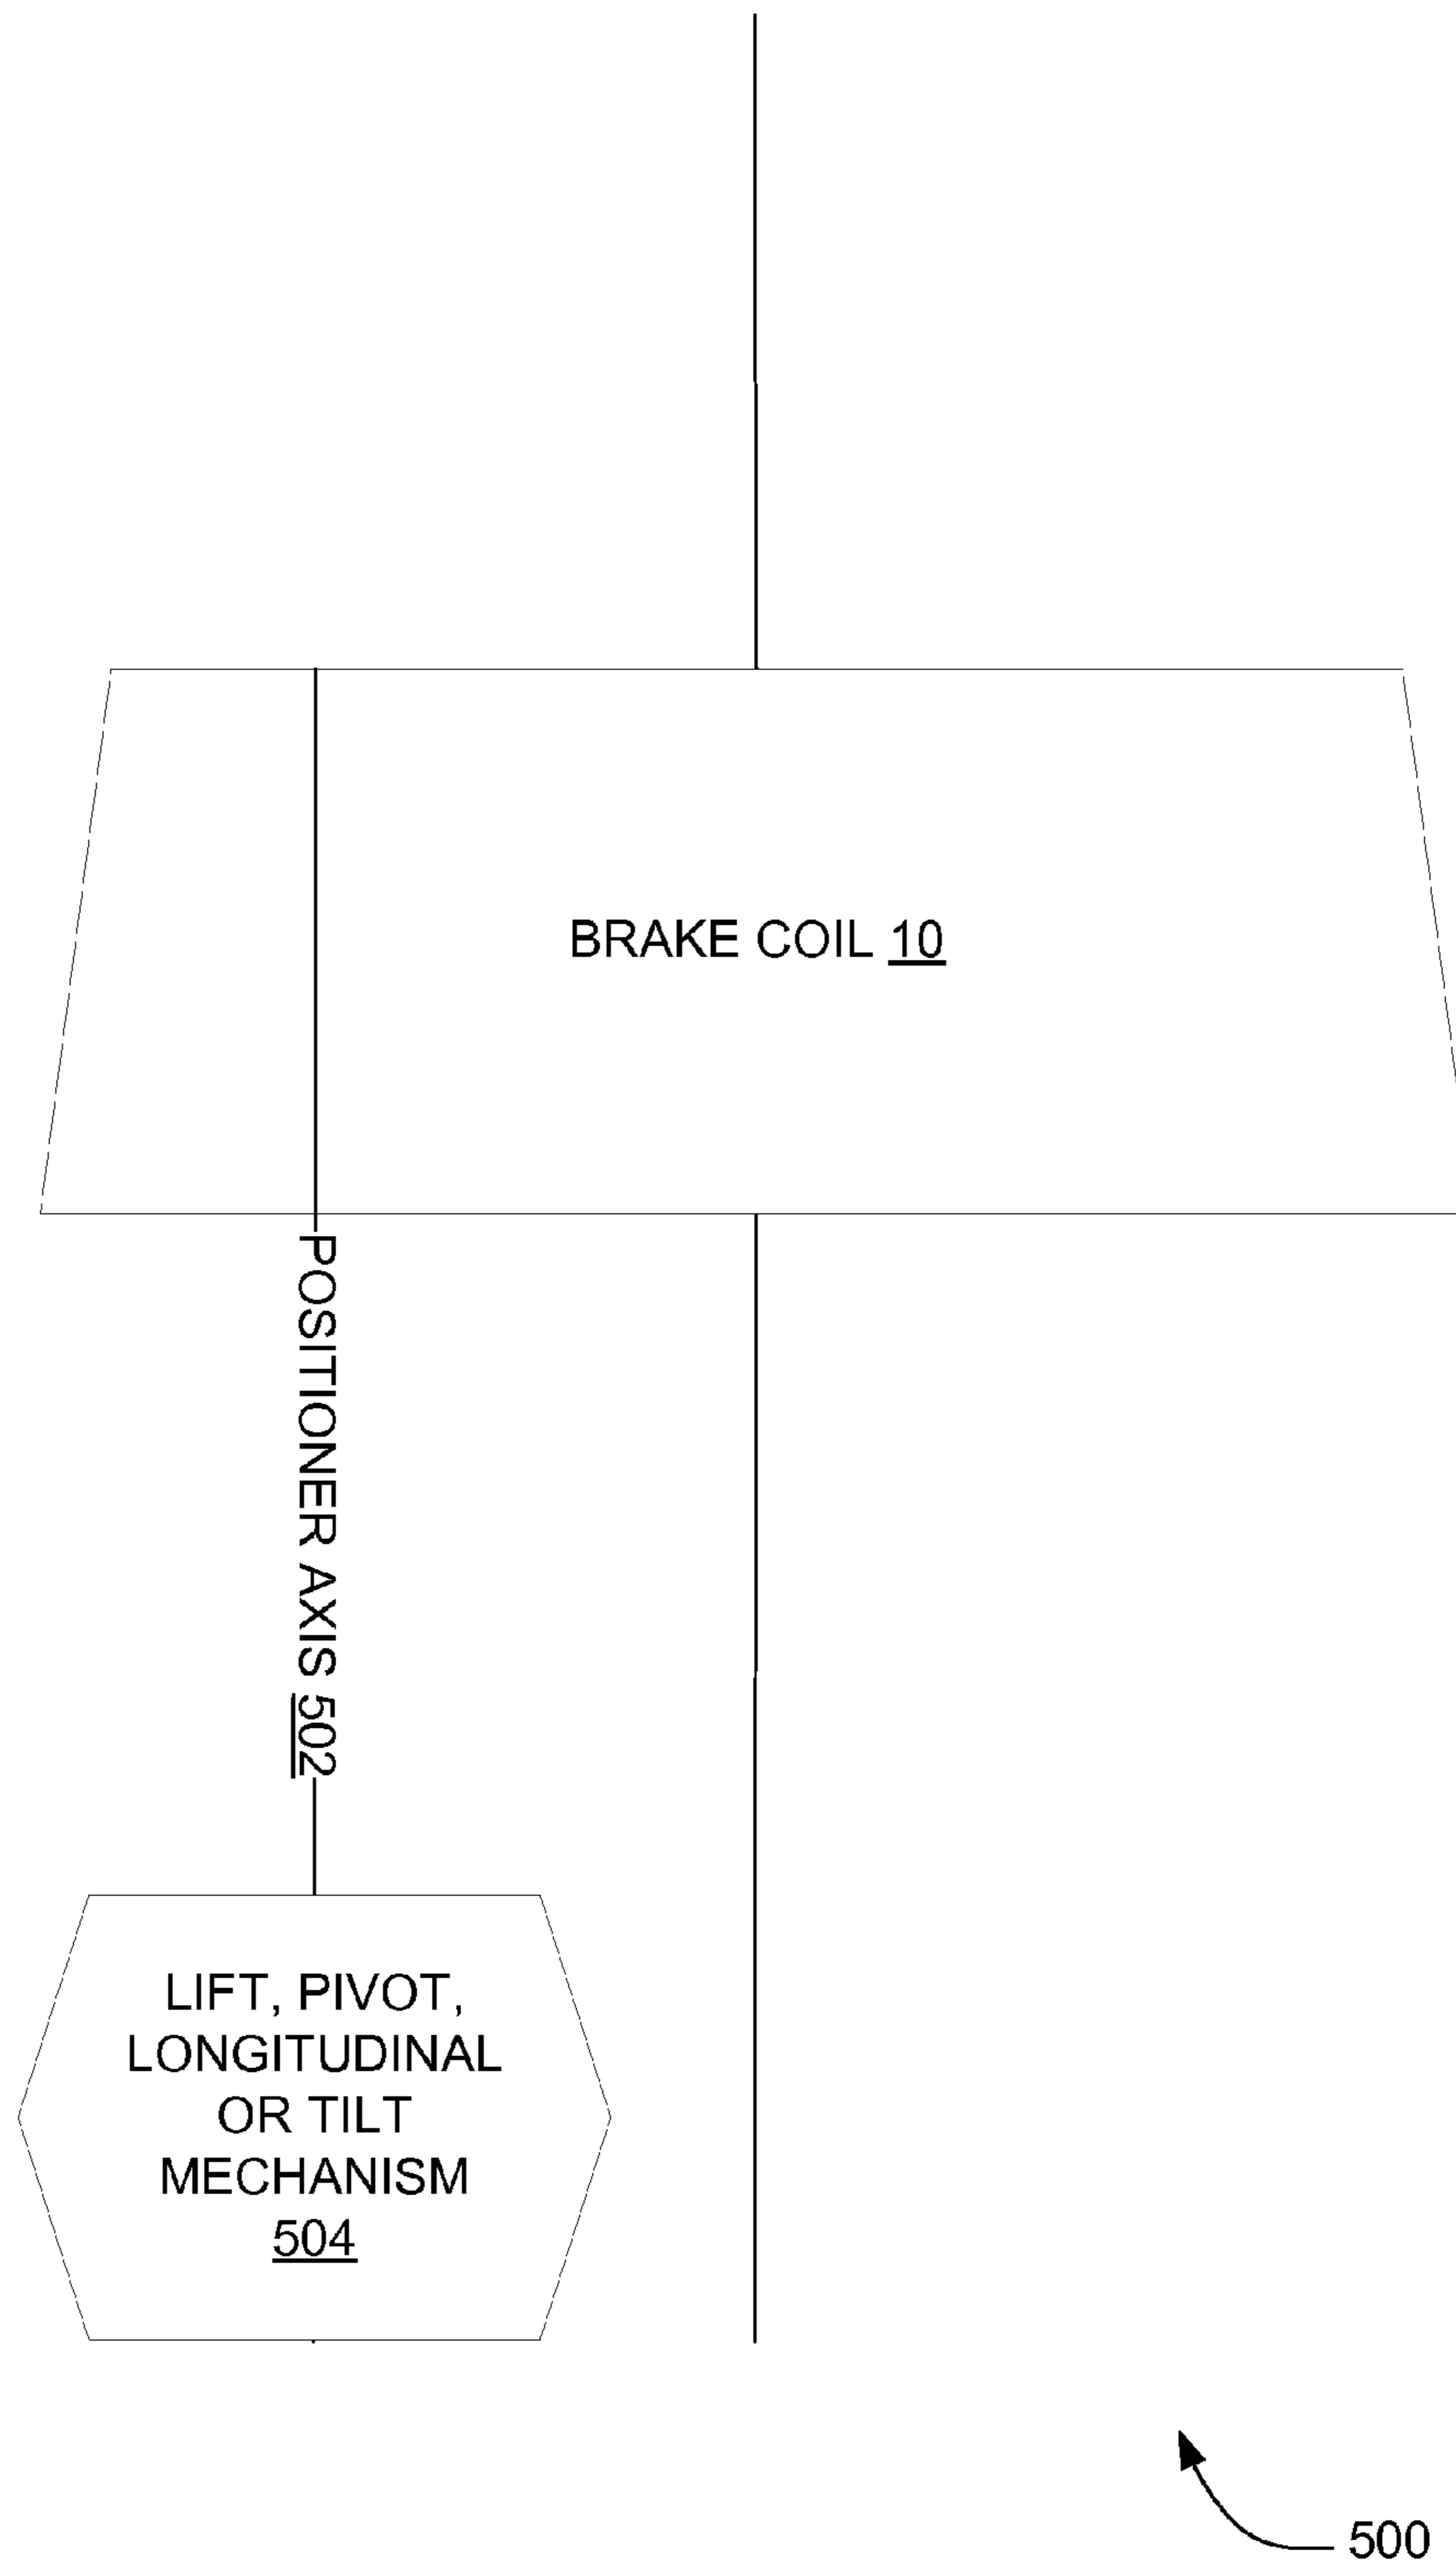 BRAKE COIL 10
POSITIONER AXIS 502
LIFT, PIVOT,
LONGITUDINAL
OR TILT
MECHANISM
504
500